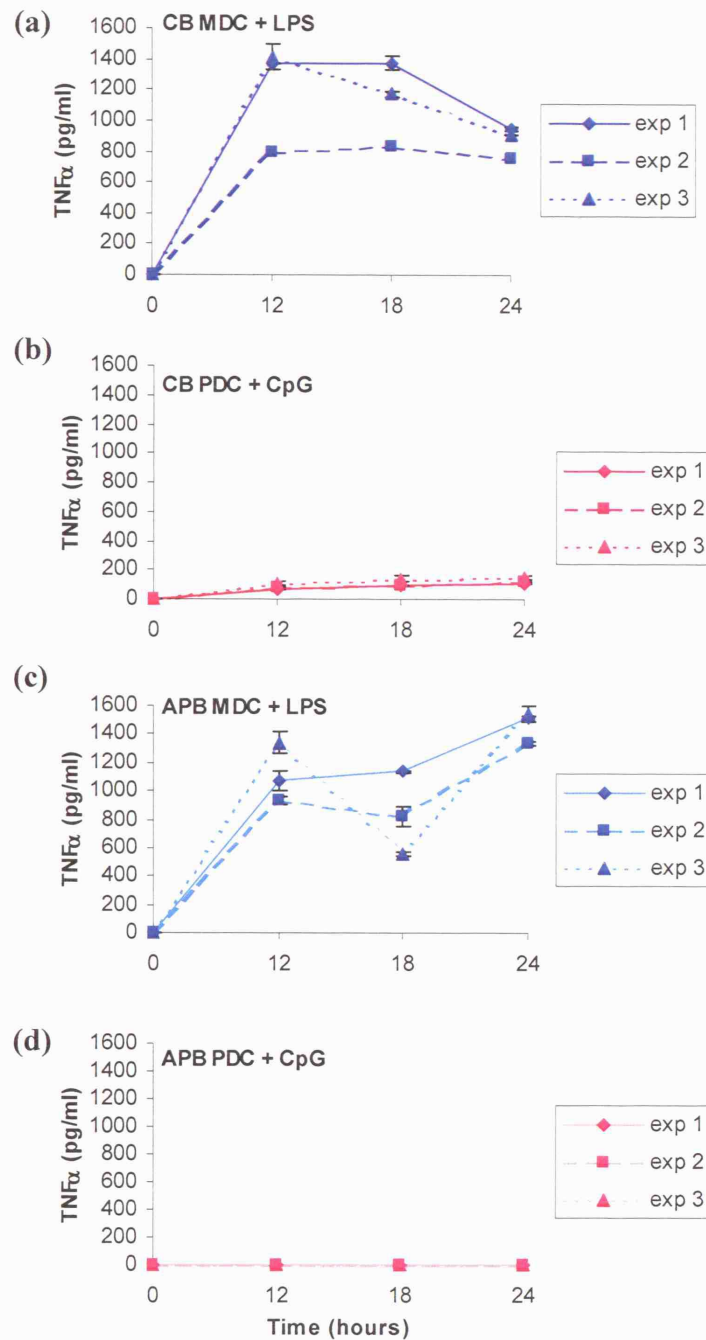 (a)
CB MDC + LPS
TNFα (pg/ml)
1600
1400
1200
1000
800
600
400
200
0
0 12 18 24
exp 1
exp 2
exp 3
(b)
CB PDC + CpG
TNFα (pg/ml)
1600
1400
1200
1000
800
600
400
200
0
0 12 18 24
exp 1
exp 2
exp 3
(c)
APB MDC + LPS
TNFα (pg/ml)
1600
1400
1200
1000
800
600
400
200
0
0 12 18 24
exp 1
exp 2
exp 3
(d)
APB PDC + CpG
TNFα (pg/ml)
1600
1400
1200
1000
800
600
400
200
0
0 12 18 24
Time (hours)
exp 1
exp 2
exp 3